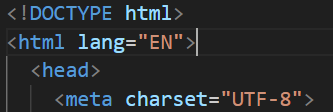 <!DOCTYPE html>
<html lang="EN">
<head>
<meta charset="UTF-8">